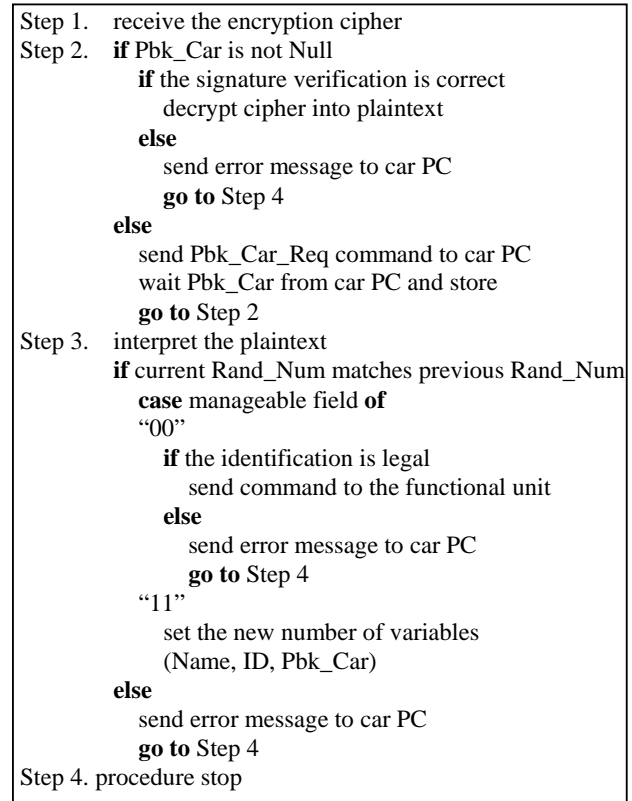 Step 1. receive the encryption cipher
Step 2. if Pbk_Car is not Null
if the signature verification is correct
decrypt cipher into plaintext
else
send error message to car PC
go to Step 4
else
send Pbk_Car_Req command to car PC
wait Pbk_Car from car PC and store
go to Step 2
Step 3. interpret the plaintext
if current Rand_Num matches previous Rand_Num
case manageable field of
“00”
if the identification is legal
send command to the functional unit
else
send error message to car PC
go to Step 4
“11”
set the new number of variables
(Name, ID, Pbk_Car)
else
send error message to car PC
go to Step 4
Step 4. procedure stop